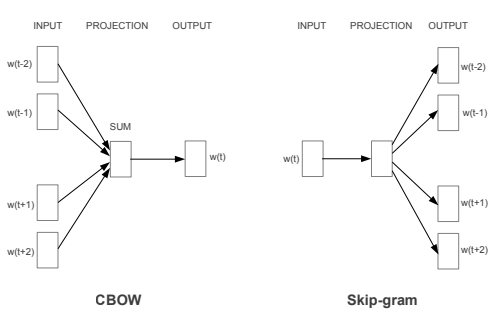 INPUT PROJECTION OUTPUT
w(t-2)
w(t-1)
SUM
w(t)
w(t+1)
w(t+2)
CBOW
INPUT PROJECTION OUTPUT
w(t-2)
w(t-1)
w(t)
w(t+1)
w(t+2)
Skip-gram